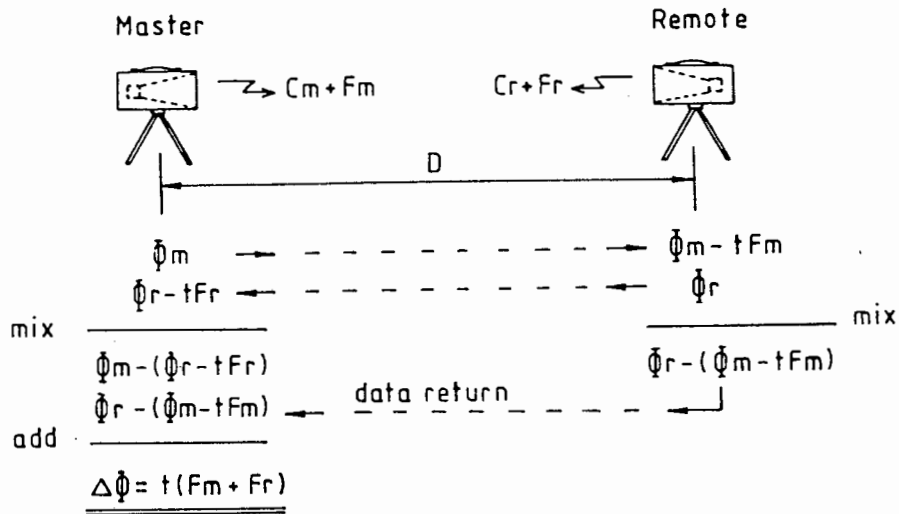 Master Remote
Cm+Fm Cr+Fr
D
Φm Φm-tFm
Φr-tFr Φr
mix mix
Φm-(Φr-tFr) Φr-(Φm-tFm)
Φr-(Φm-tFm) data return
add
ΔΦ= t(Fm+Fr)